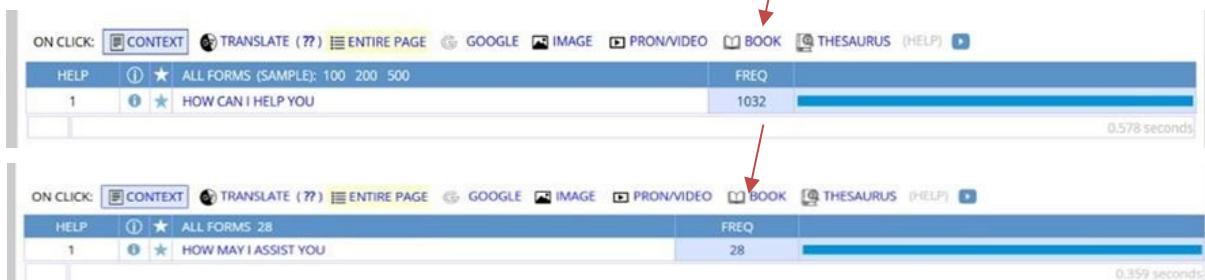 ON CLICK: CONTEXT TRANSLATE (??) ENTIRE PAGE GOOGLE IMAGE PRON/VIDEO BOOK THESAURUS (HELP)
HELP ALL FORMS (SAMPLE): 100 200 500 FREQ
1 HOW CAN I HELP YOU 1032
0.578 seconds
ON CLICK: CONTEXT TRANSLATE (??) ENTIRE PAGE GOOGLE IMAGE PRON/VIDEO BOOK THESAURUS (HELP)
HELP ALL FORMS 28 FREQ
1 HOW MAY I ASSIST YOU 28
0.359 seconds